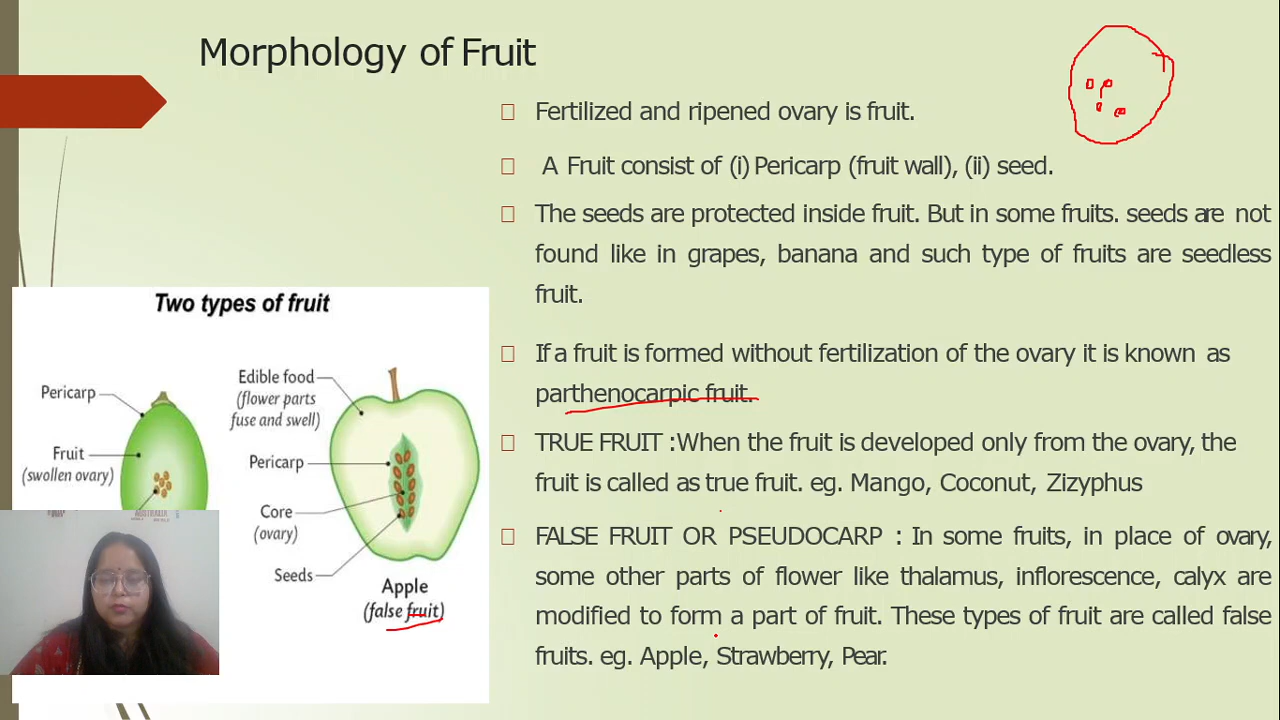 Morphology of Fruit
Fertilized and ripened ovary is fruit.
A Fruit consist of (i) Pericarp (fruit wall), (ii) seed.
The seeds are protected inside fruit. But in some fruits. seeds are not
found like in grapes, banana and such type of fruits are seedless
fruit.
If a fruit is formed without fertilization of the ovary it is known as
parthenocarpic fruit.
TRUE FRUIT :When the fruit is developed only from the ovary, the
fruit is called as true fruit. eg. Mango, Coconut, Zizyphus
FALSE FRUIT OR PSEUDOCARP : In some fruits, in place of ovary,
some other parts of flower like thalamus, inflorescence, calyx are
modified to form a part of fruit. These types of fruit are called false
fruits. eg. Apple, Strawberry, Pear.
Two types of fruit
Pericarp
Fruit
(swollen ovary)
Edible food
(flower parts
fuse and swell)
Pericarp
Core
(ovary)
Seeds
Apple
(false fruit)